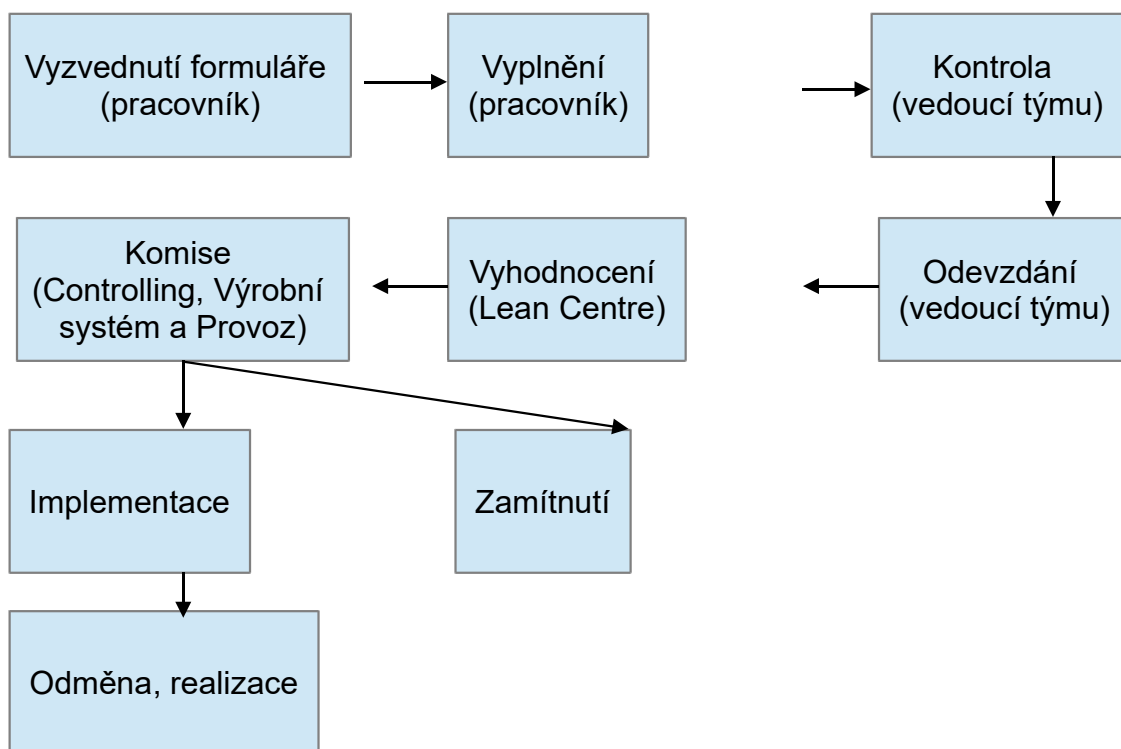 Vyzvednutí formuláře
(pracovník)
Vyplnění
(pracovník)
Kontrola
(vedoucí týmu)
Odevzdání
(vedoucí týmu)
Vyhodnocení
(Lean Centre)
Komise
(Controlling, Výrobní
systém a Provoz)
Implementace
Zamítnutí
Odměna, realizace